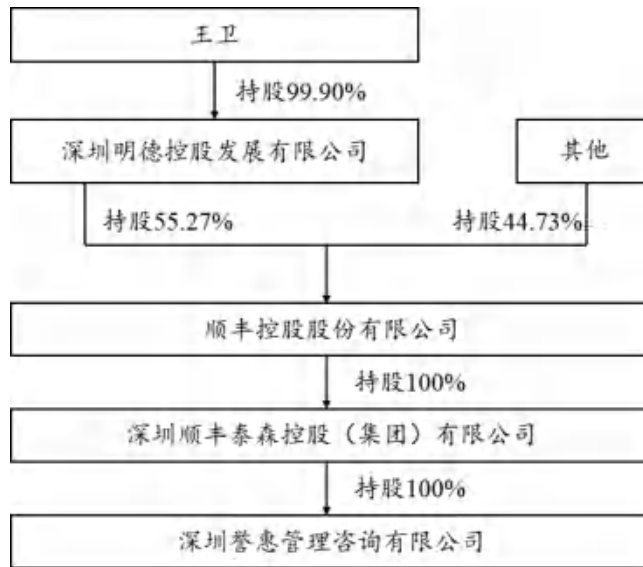 王卫
持股99.90%
深圳明德控股发展有限公司
其他
持股55.27%
持股44.73%
顺丰控股股份有限公司
持股100%
深圳顺丰泰森控股（集团）有限公司
持股100%
深圳誉惠管理咨询有限公司